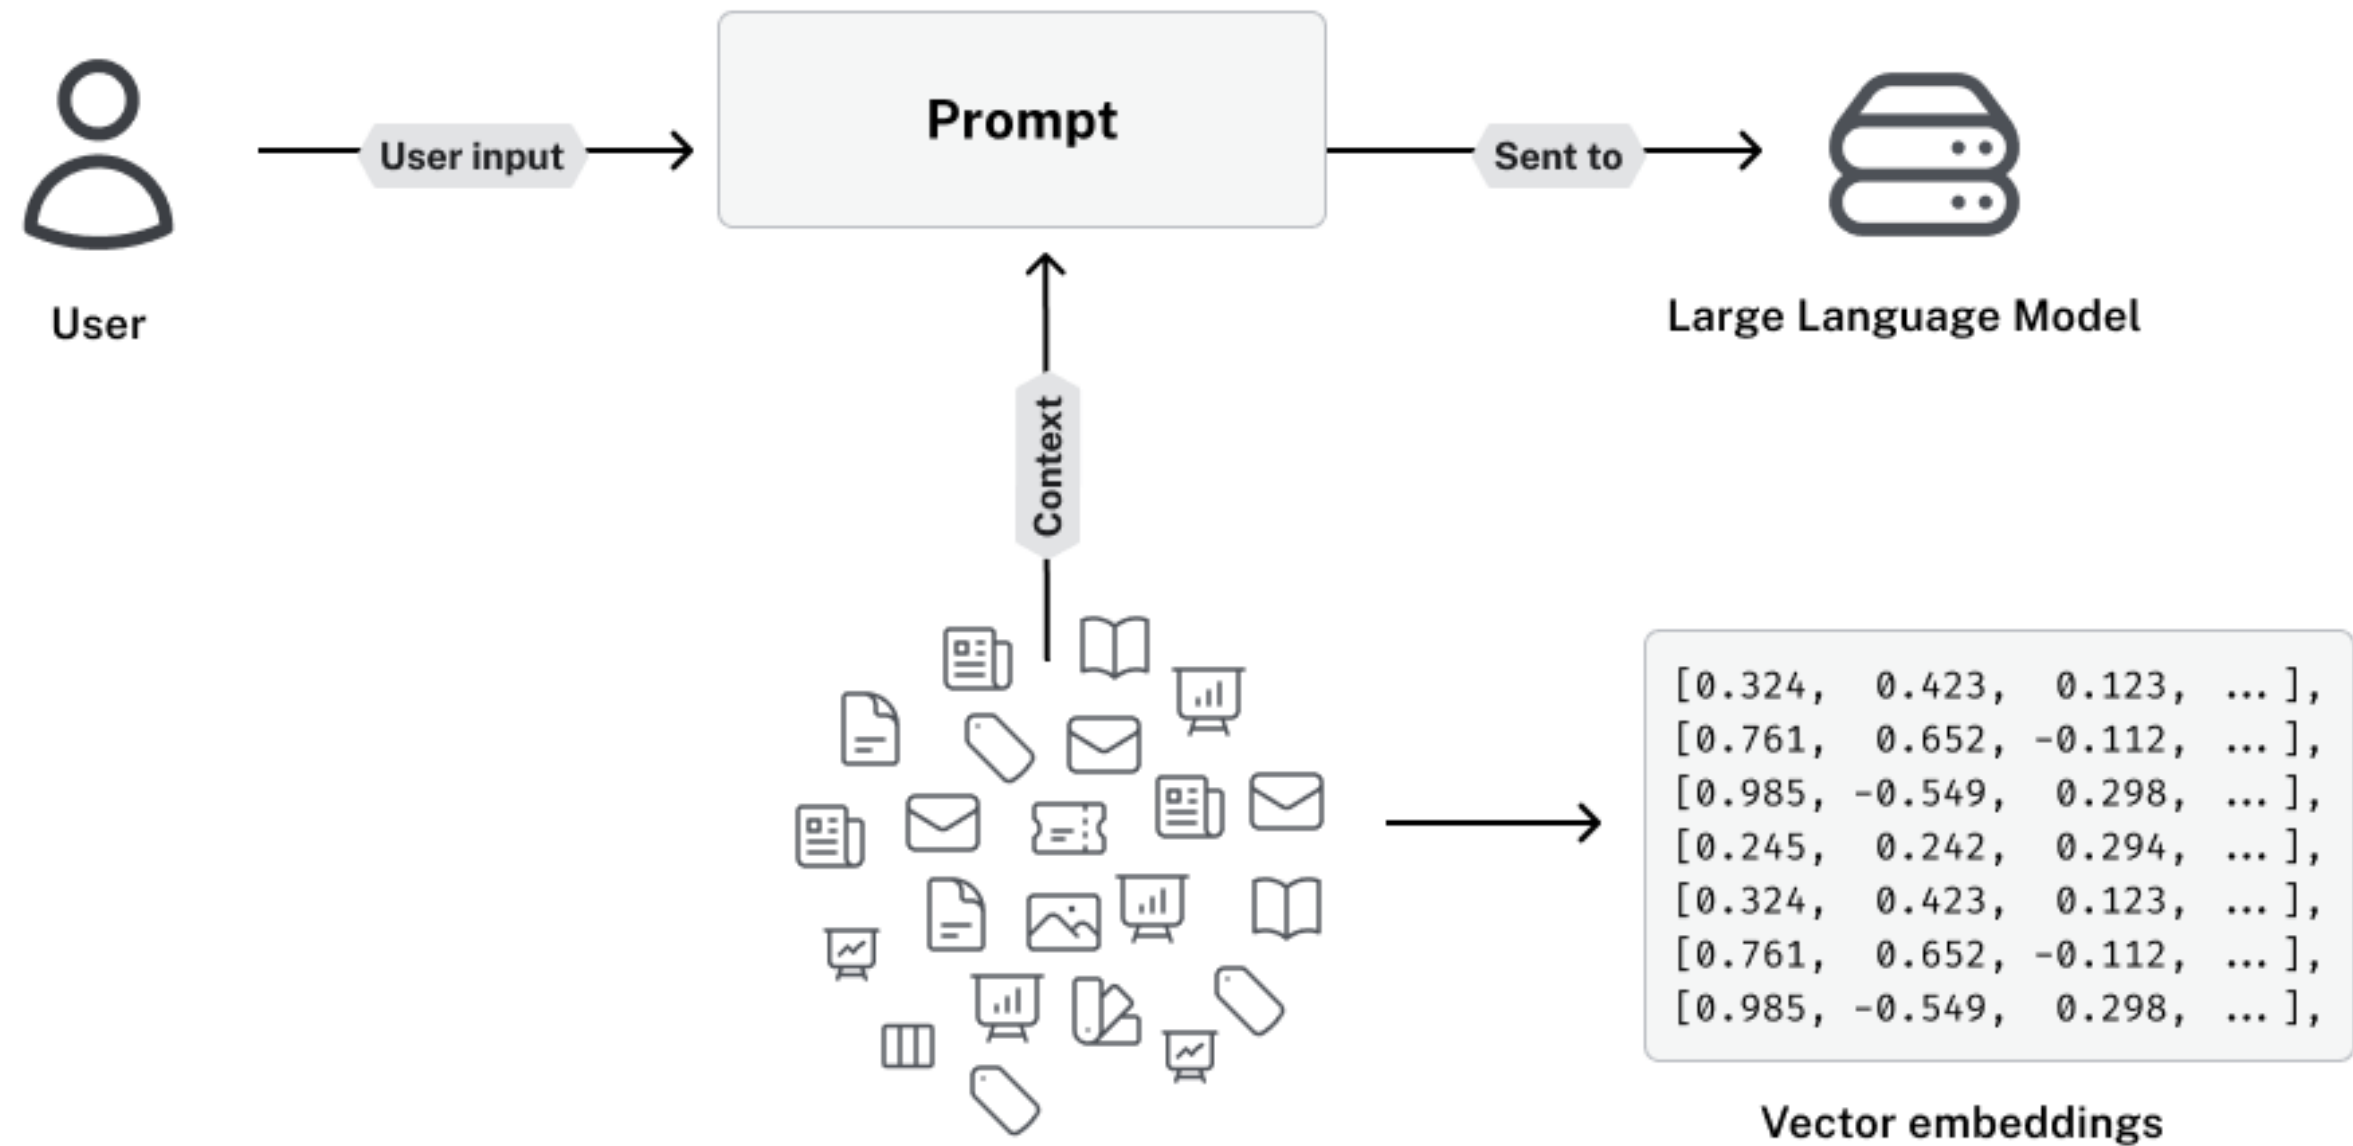 Prompt
User input
Sent to
User
Large Language Model
Context
[0.324, 0.423, 0.123, ... ],
[0.761, 0.652, -0.112, ... ],
[0.985, -0.549, 0.298, ... ],
[0.245, 0.242, 0.294, ... ],
[0.324, 0.423, 0.123, ... ],
[0.761, 0.652, -0.112, ... ],
[0.985, -0.549, 0.298, ... ],
Vector embeddings